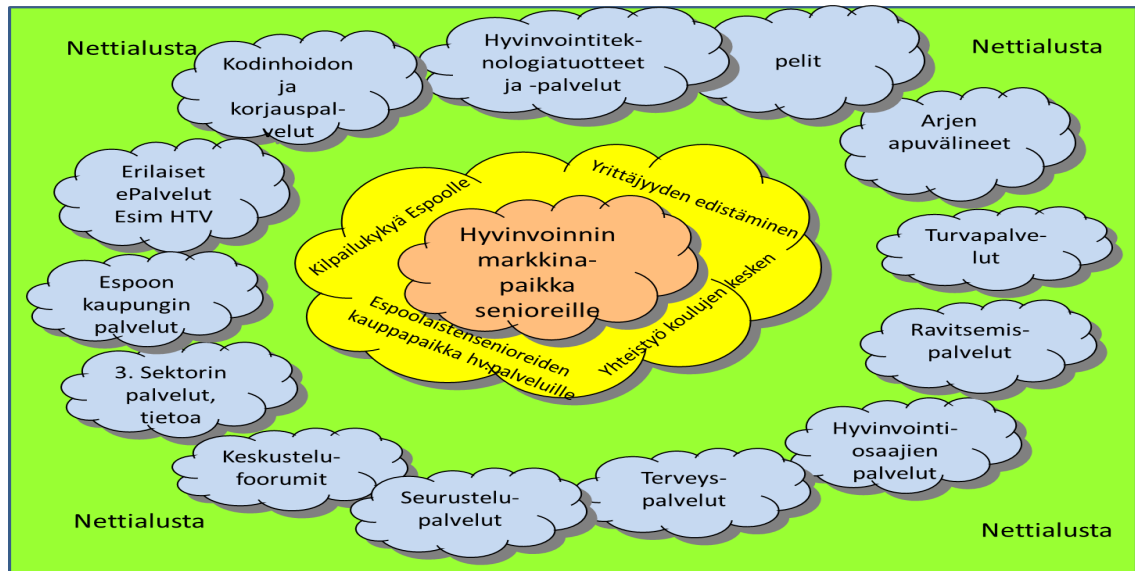 Nettialusta
Kodinhoidon
ja
korjauspal-
velut
Hyvinvointitek-
nologiatuotteet
ja -palvelut
pelit
Nettialusta
Arjen
apuvälineet
Erilaiset
ePalvelut
Esim HTV
Turvapalve-
lut
Espoon
kaupungin
palvelut
Ravitsemis-
palvelut
3. Sektorin
palvelut,
tietoa
Hyvinvointi-
osaajien
palvelut
Keskustelu-
foorumit
Seurustelu-
palvelut
Terveys-
palvelut
Kilpailukykyä Espoolle
Yrittäjyyden edistäminen
Hyvinvoinnin
markkina-
paikka
senioreille
Espoolaistensenioreiden
kauppapaikka hv.palveluille
Yhteistyö koulujen kesken
Nettialusta
Nettialusta